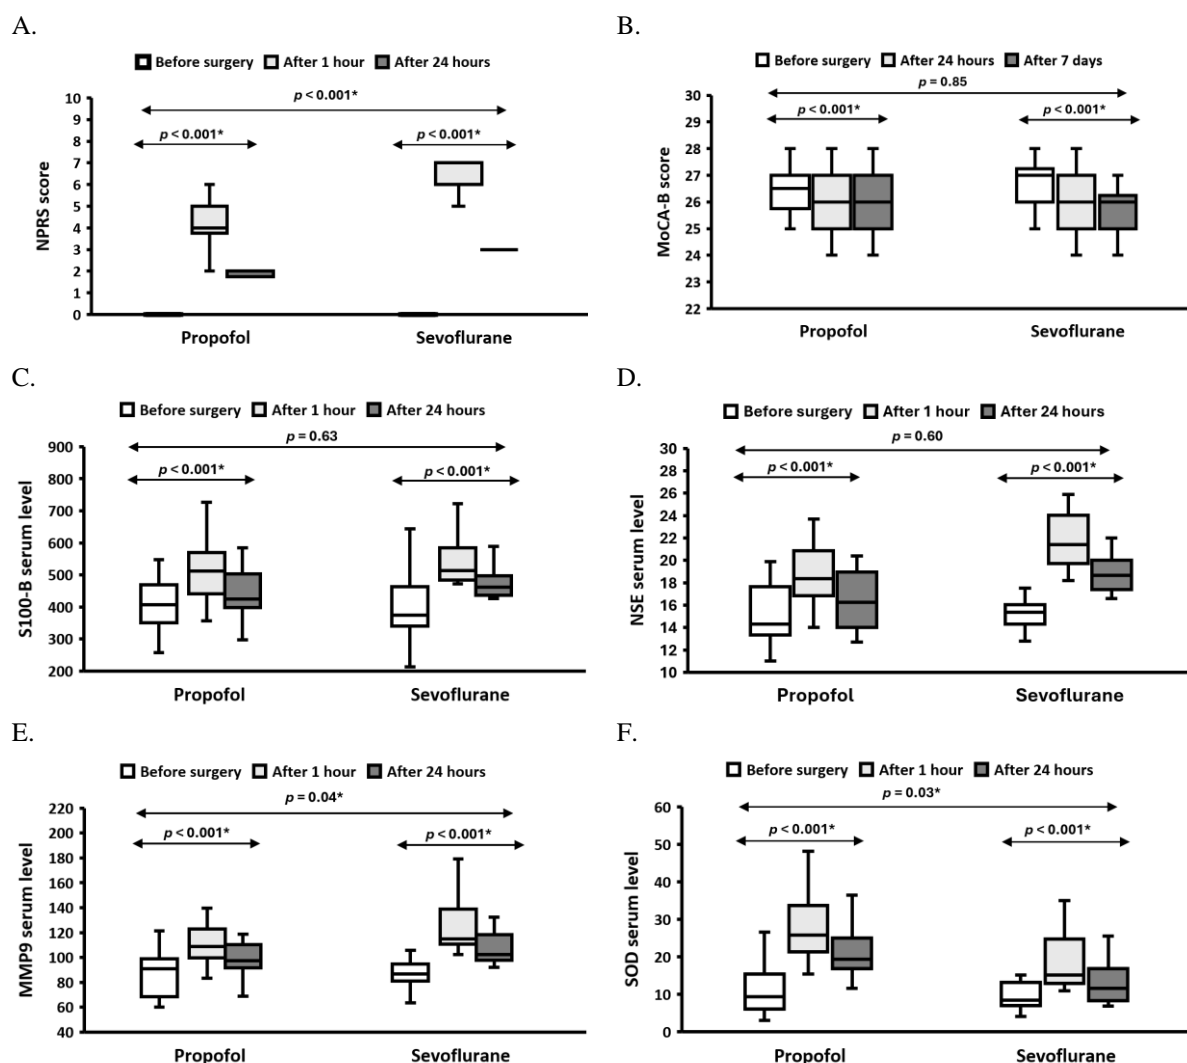 A.
Before surgery After 1 hour After 24 hours
p < 0.001*
p < 0.001* p < 0.001*
NPRS score
10
9
8
7
6
5
4
3
2
1
0
Propofol Sevoflurane
B.
Before surgery After 24 hours After 7 days
p = 0.85
p < 0.001* p < 0.001*
MoCA-B score
30
29
28
27
26
25
24
23
22
Propofol Sevoflurane
C.
Before surgery After 1 hour After 24 hours
p = 0.63
p < 0.001* p < 0.001*
S100-B serum level
900
800
700
600
500
400
300
200
Propofol Sevoflurane
D.
Before surgery After 1 hour After 24 hours
p = 0.60
p < 0.001* p < 0.001*
NSE serum level
30
28
26
24
22
20
18
16
14
12
10
Propofol Sevoflurane
E.
Before surgery After 1 hour After 24 hours
p = 0.04*
p < 0.001* p < 0.001*
MMP9 serum level
220
200
180
160
140
120
100
80
60
40
Propofol Sevoflurane
F.
Before surgery After 1 hour After 24 hours
p = 0.03*
p < 0.001* p < 0.001*
SOD serum level
60
50
40
30
20
10
0
Propofol Sevoflurane